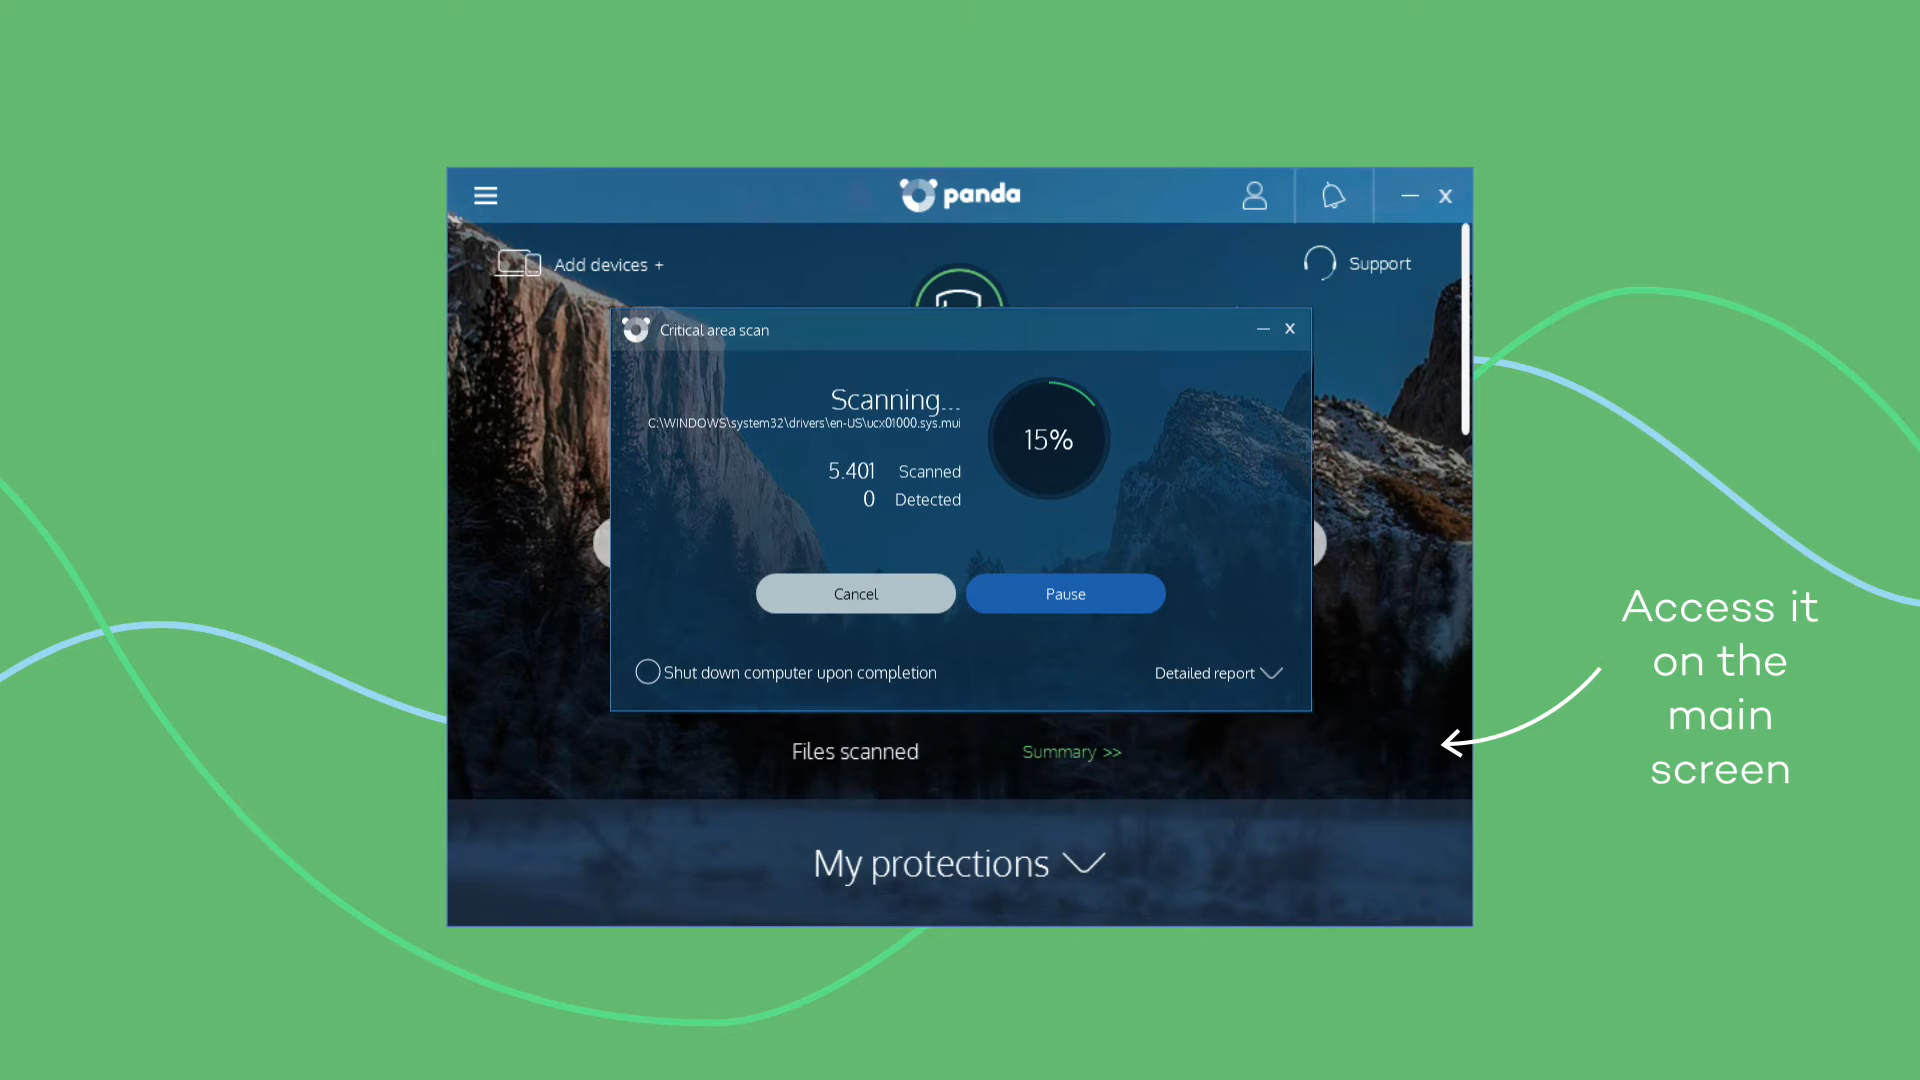 panda
X
Add devices +
Support
Critical area scan
X
Scanning...
C:\WINDOWS\system32\drivers\en-US\ucx01000.sys.mui
15%
5.401 Scanned
0 Detected
Cancel
Pause
Shut down computer upon completion
Detailed report
Files scanned
Summary >>
My protections
Access it
on the
main
screen